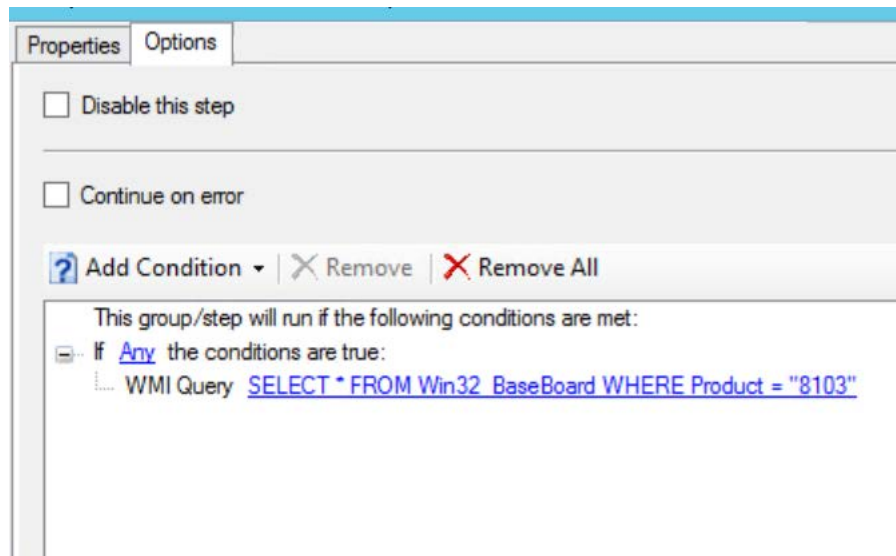 Properties Options
Disable this step
Continue on error
Add Condition Remove Remove All
This group/step will run if the following conditions are met:
If Any the conditions are true:
WMI Query SELECT * FROM Win32_BaseBoard WHERE Product = "8103"